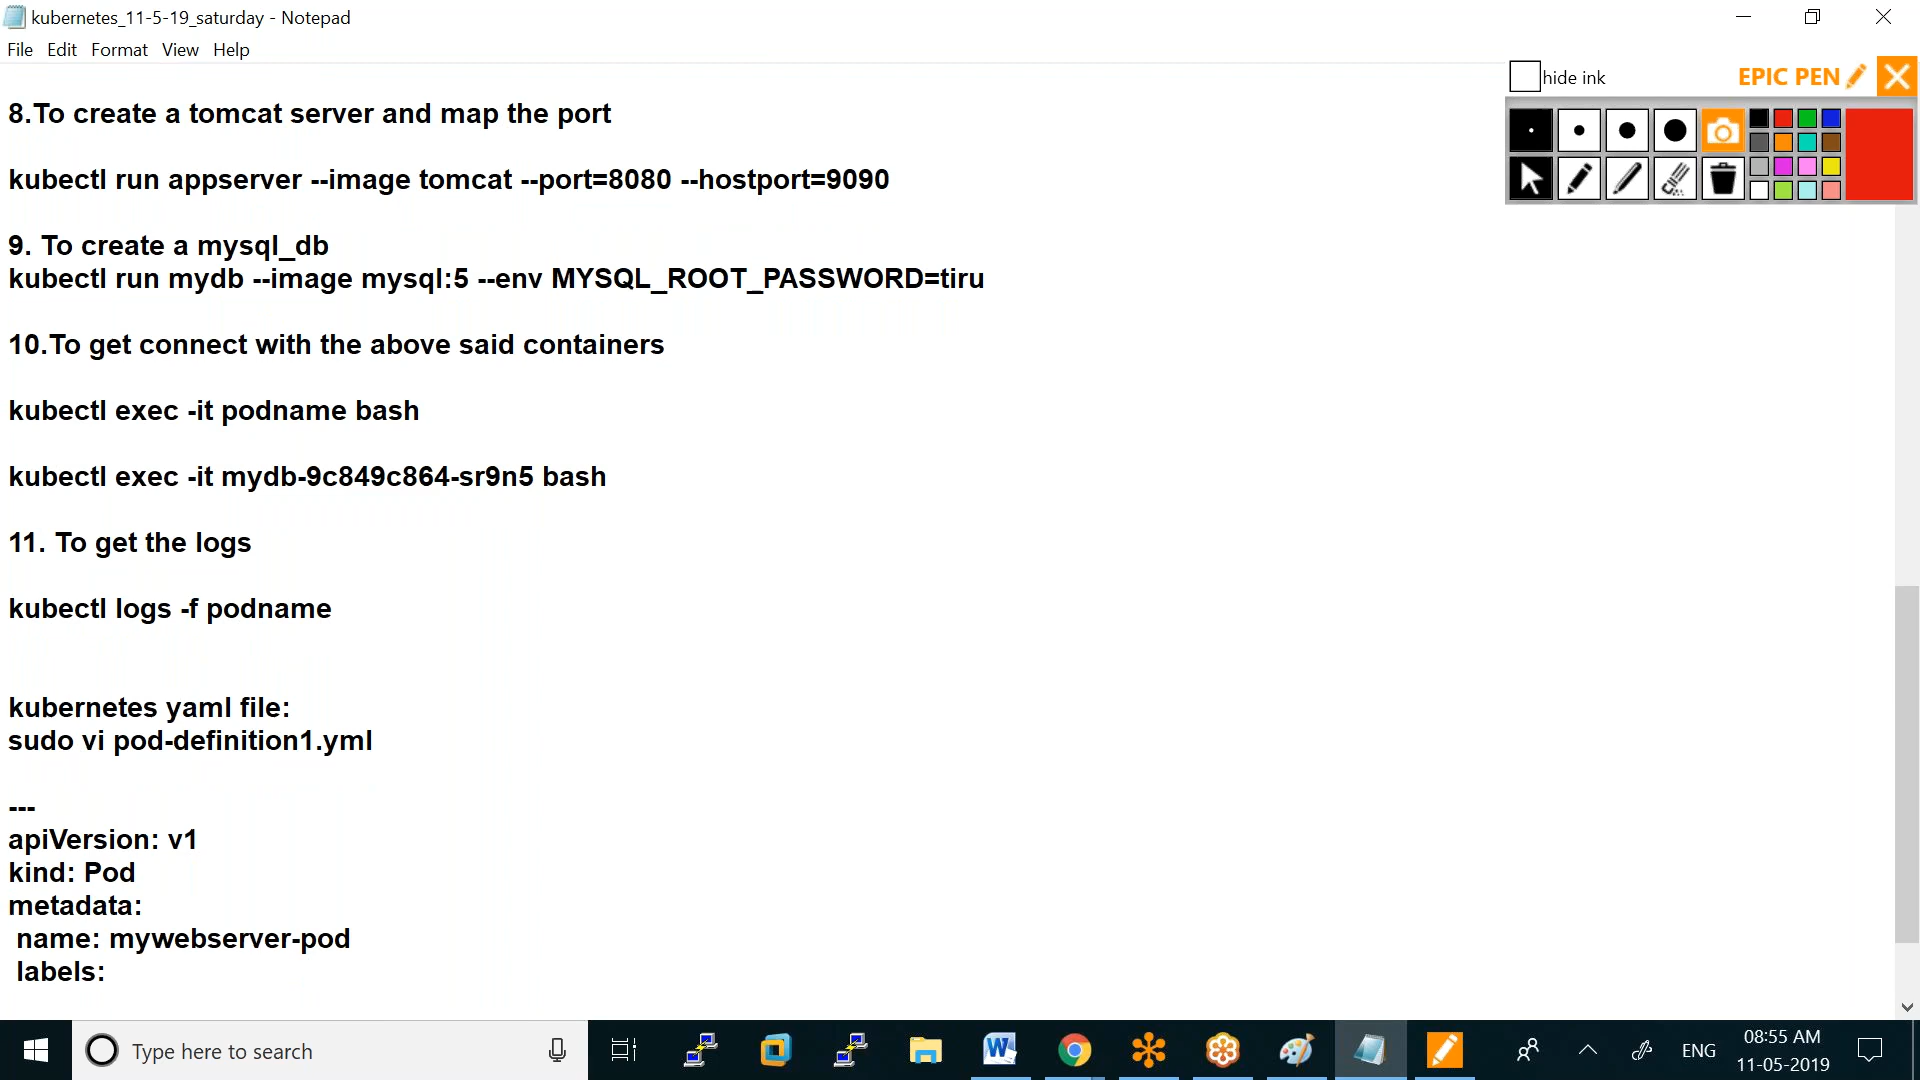 kubernetes_11-5-19_saturday - Notepad
File Edit Format View Help
hide ink
EPIC PEN
8.To create a tomcat server and map the port
kubectl run appserver --image tomcat --port=8080 --hostport=9090
9. To create a mysql_db
kubectl run mydb --image mysql:5 --env MYSQL_ROOT_PASSWORD=tiru
10.To get connect with the above said containers
kubectl exec -it podname bash
kubectl exec -it mydb-9c849c864-sr9n5 bash
11. To get the logs
kubectl logs -f podname
kubernetes yaml file:
sudo vi pod-definition1.yml
---
apiVersion: v1
kind: Pod
metadata:
 name: mywebserver-pod
 labels:
Type here to search
ENG
08:55 AM
11-05-2019